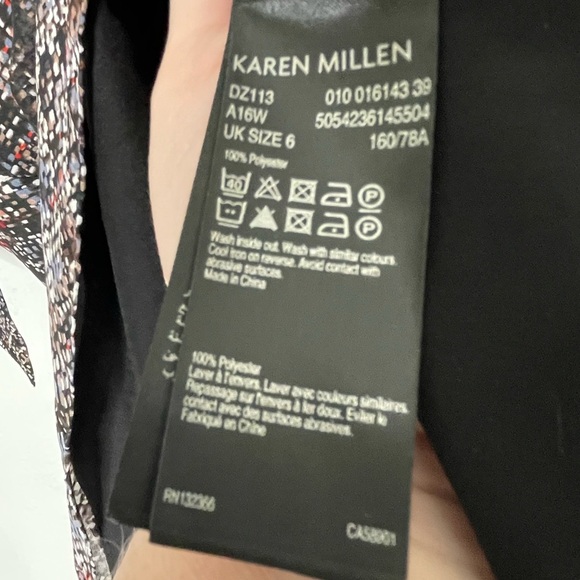 KAREN MILLEN
DZ113 010 016143 39
A16W 5054236145504
UK SIZE 6 160/78A
100% Polyester
40 P
P
Wash inside out. Wash with similar colours.
Cool iron on reverse. Avoid contact with
abrasive surfaces.
Made in China
100% Polyester
Laver à l'envers. Laver avec couleurs similaires.
Repassage sur l'envers à fer doux. Eviter le
contact avec des surfaces abrasives.
Fabriqué en Chine
RN132366 CA58001